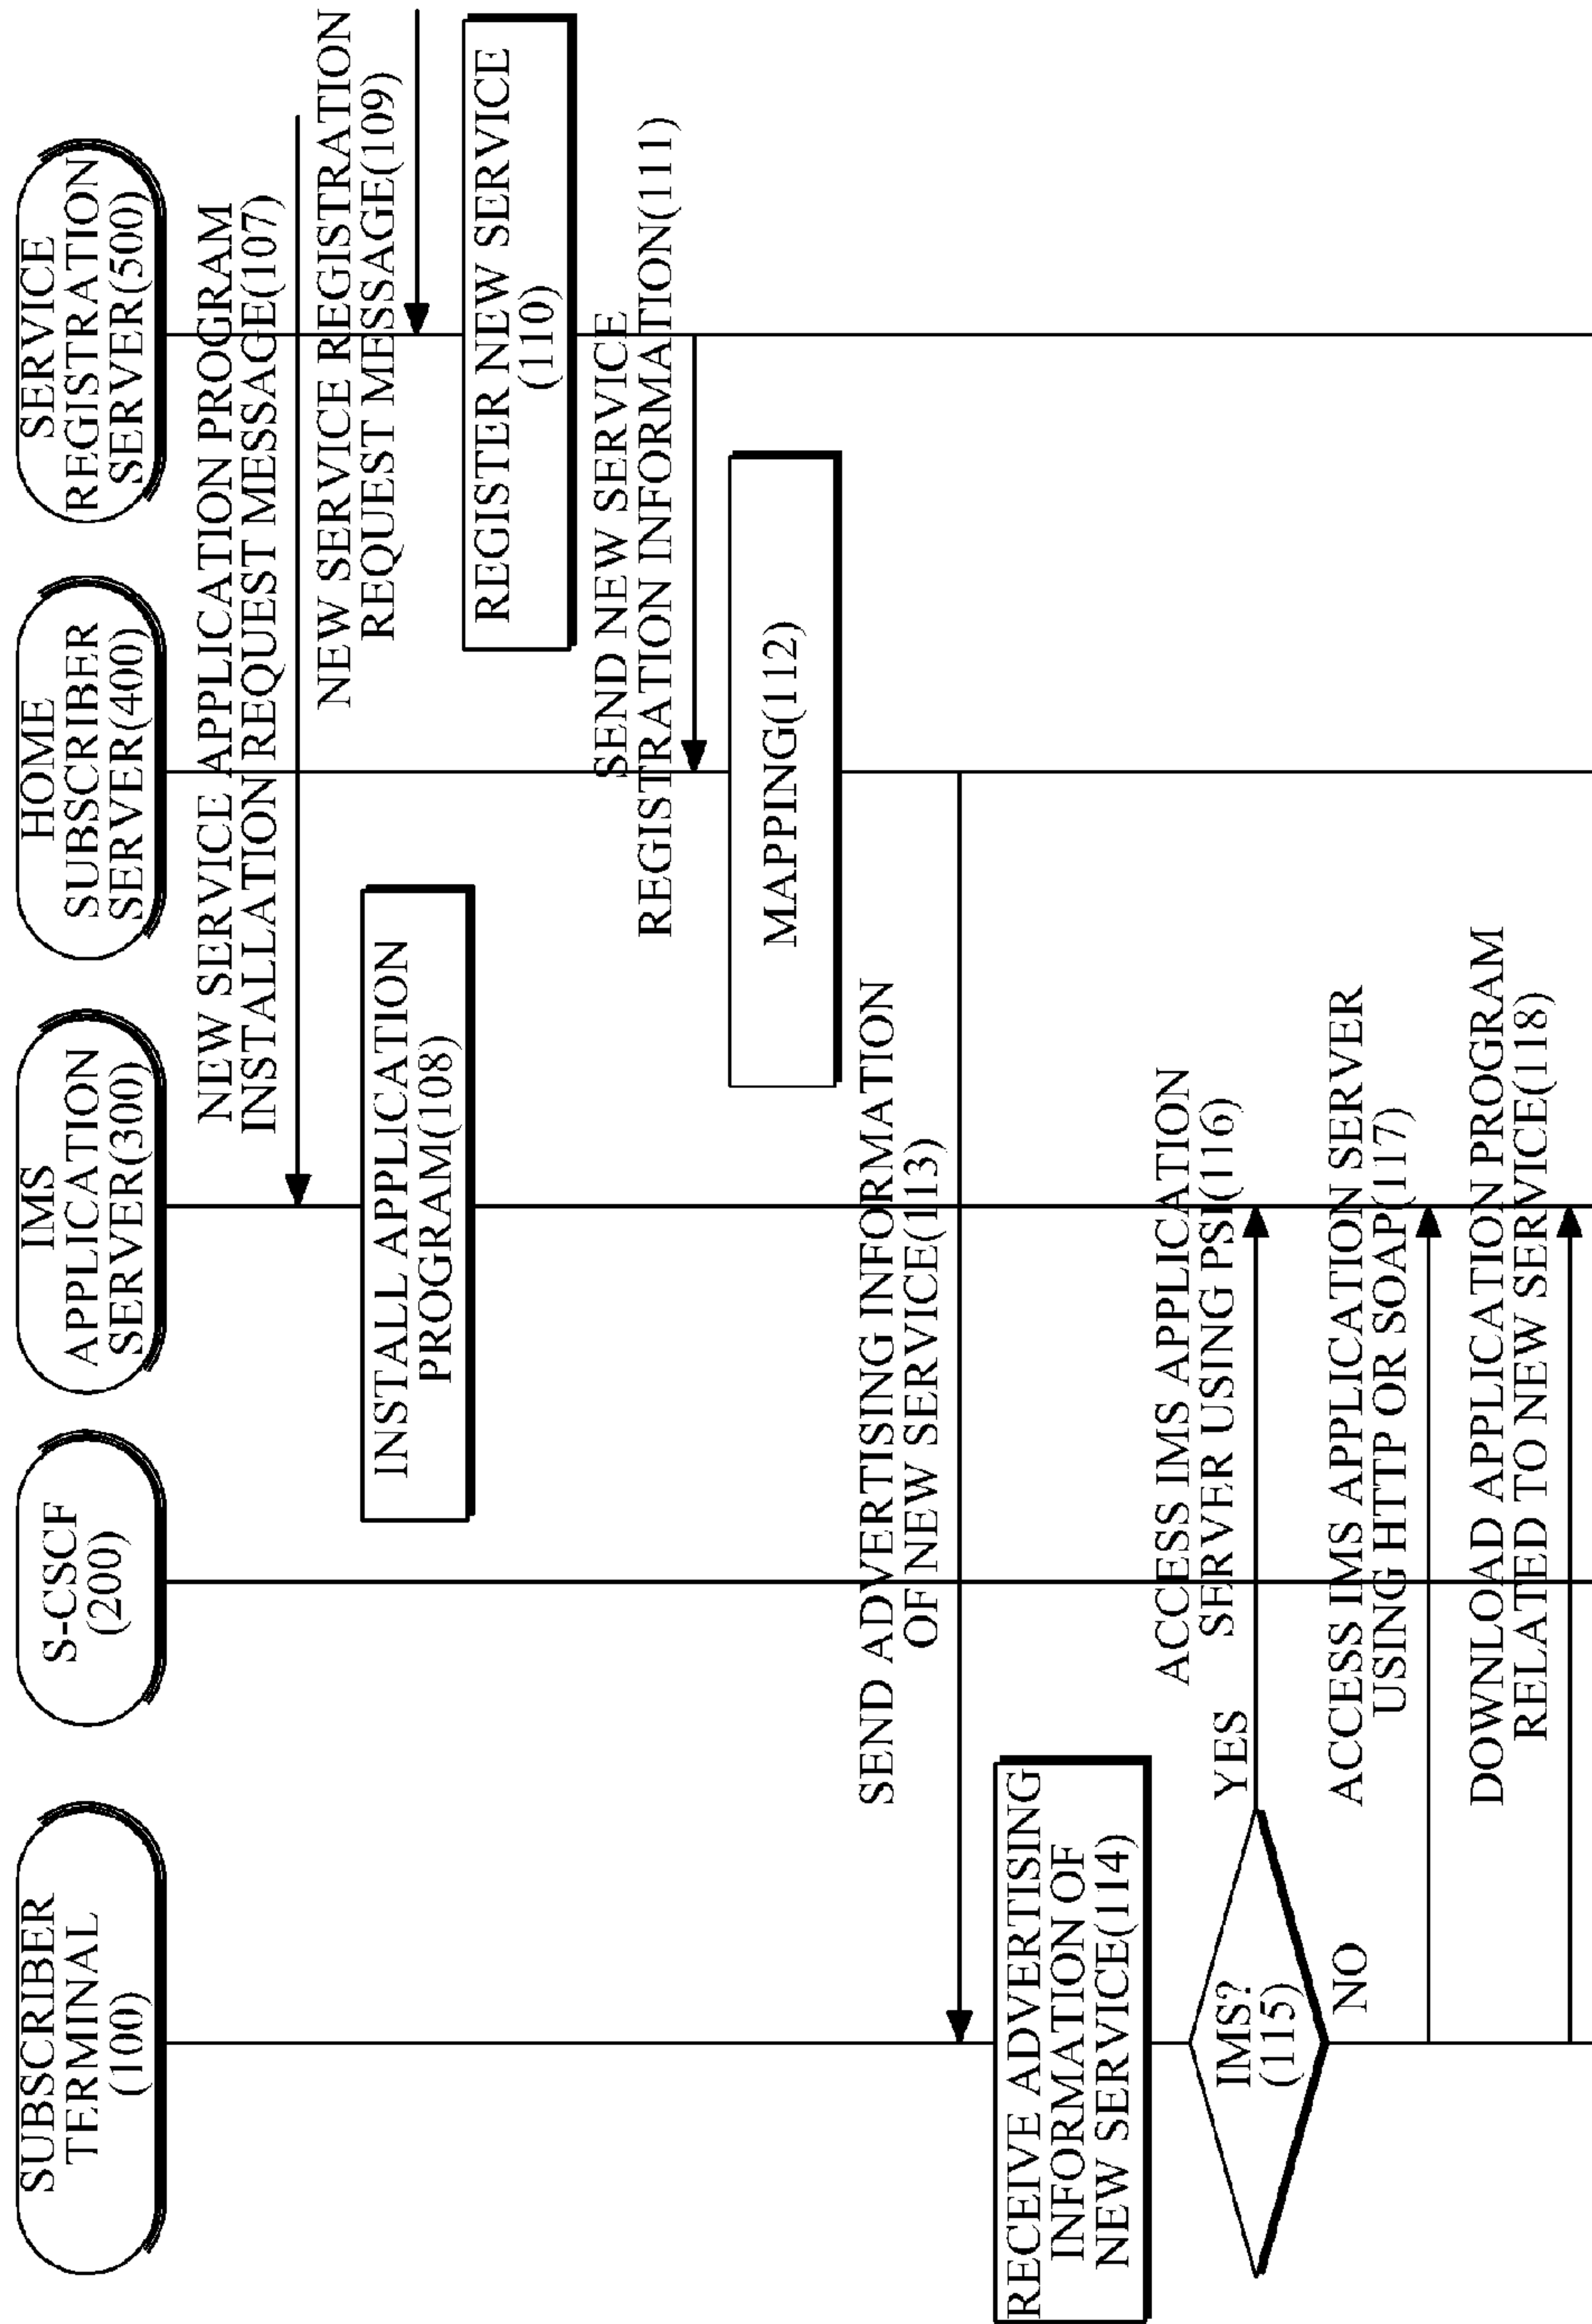 SUBSCRIBER
TERMINAL
(100)
S-CSCF
(200)
IMS
APPLICATION
SERVER(300)
HOME
SUBSCRIBER
SERVER(400)
SERVICE
REGISTRATION
SERVER(500)
NEW SERVICE APPLICATION PROGRAM
INSTALLATION REQUEST MESSAGE(107)
NEW SERVICE REGISTRATION
REQUEST MESSAGE(109)
INSTALL APPLICATION
PROGRAM(108)
REGISTER NEW SERVICE
(110)
SEND NEW SERVICE
REGISTRATION INFORMATION(111)
MAPPING(112)
SEND ADVERTISING INFORMATION
OF NEW SERVICE(113)
RECEIVE ADVERTISING
INFORMATION OF
NEW SERVICE(114)
ACCESS IMS APPLICATION
SERVER USING PSI(116)
YES
IMS?
(115)
NO
ACCESS IMS APPLICATION SERVER
USING HTTP OR SOAP(117)
DOWNLOAD APPLICATION PROGRAM
RELATED TO NEW SERVICE(118)